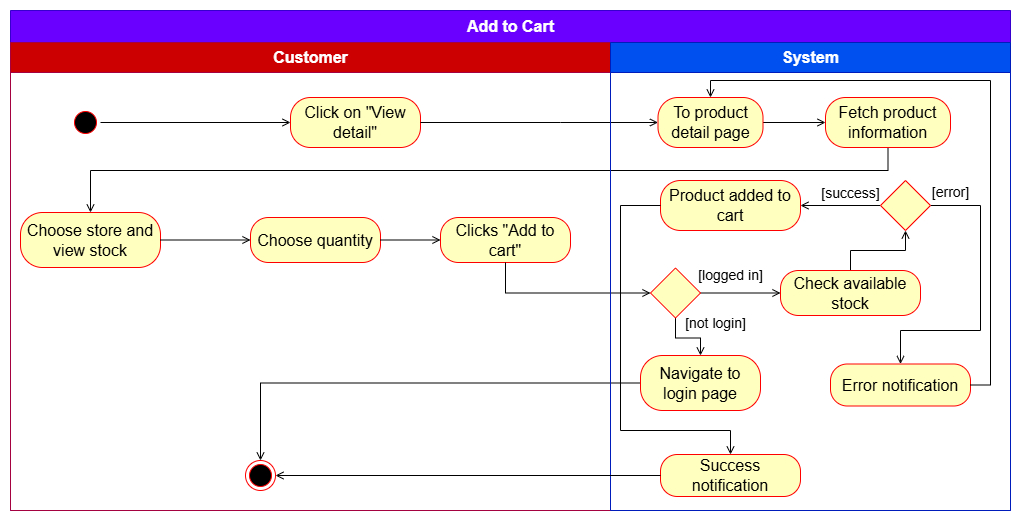 Add to Cart
Customer
System
Click on "View
detail"
To product
detail page
Fetch product
information
Product added to
cart
[success]
[error]
Choose store and
view stock
Choose quantity
Clicks "Add to
cart"
[logged in]
Check available
stock
[not login]
Navigate to
login page
Error notification
Success
notification